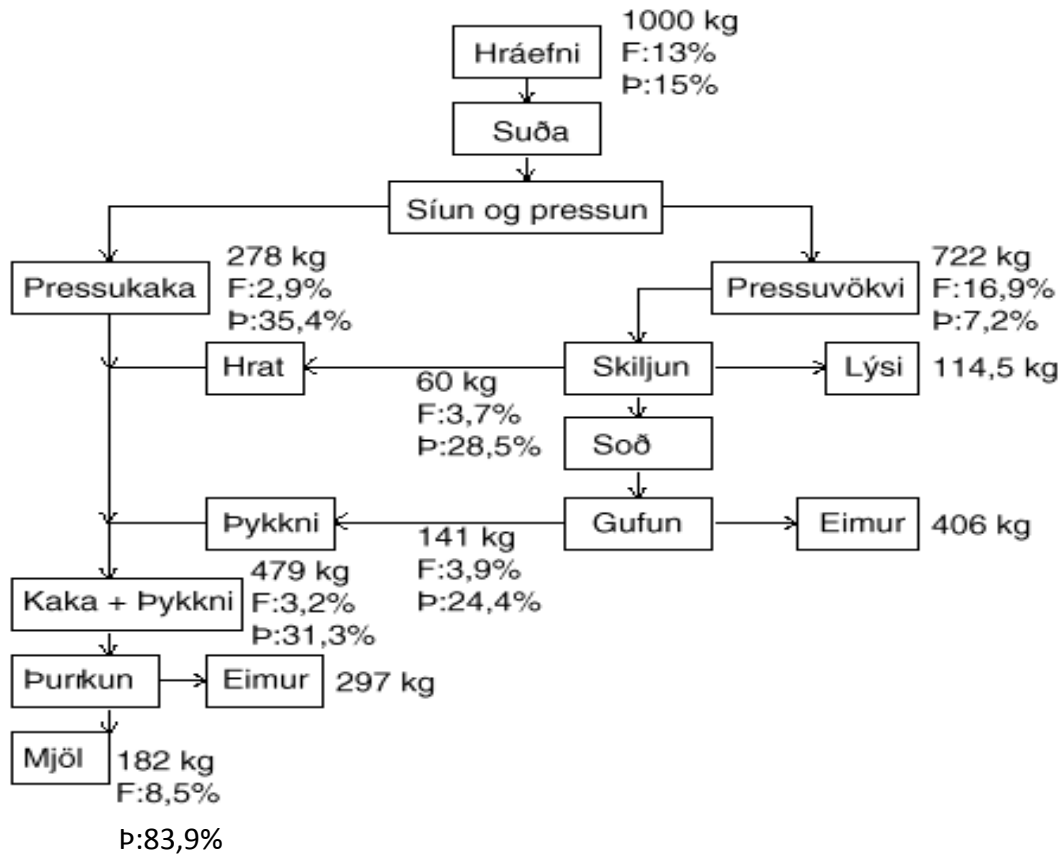 1000 kg
Hráefni
F:13%
Þ:15%
Suða
Síun og pressun
278 kg
Pressukaka
F:2,9%
Þ:35,4%
722 kg
Pressuvökvi
F:16,9%
Þ:7,2%
Hrat
Skiljun
Lýsi
114,5 kg
60 kg
F:3,7%
Þ:28,5%
Soð
Þykkni
Gufun
Eimur
406 kg
141 kg
F:3,9%
Þ:24,4%
479 kg
Kaka + Þykkni
F:3,2%
Þ:31,3%
Þurrkun
Eimur
297 kg
Mjöl
182 kg
F:8,5%
Þ:83,9%